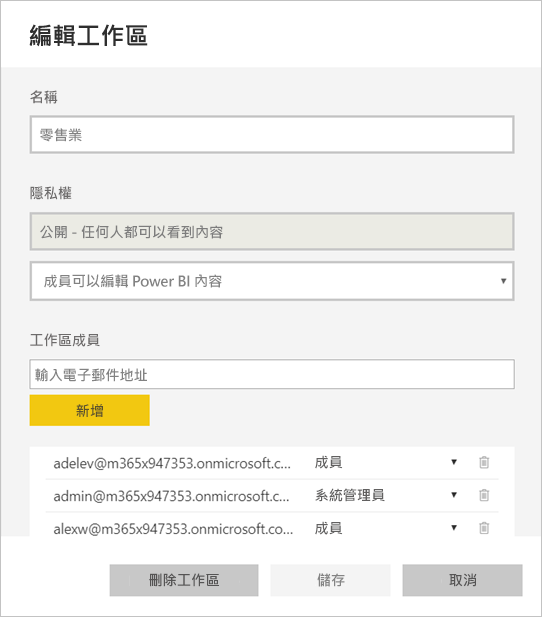 編輯工作區
名稱
零售業
隱私權
公開 - 任何人都可以看到內容
成員可以編輯 Power BI 內容
工作區成員
輸入電子郵件地址
新增
adelev@m365x947353.onmicrosoft.c... 成員
admin@m365x947353.onmicrosoft.c... 系統管理員
alexw@m365x947353.onmicrosoft.co... 成員
刪除工作區 儲存 取消